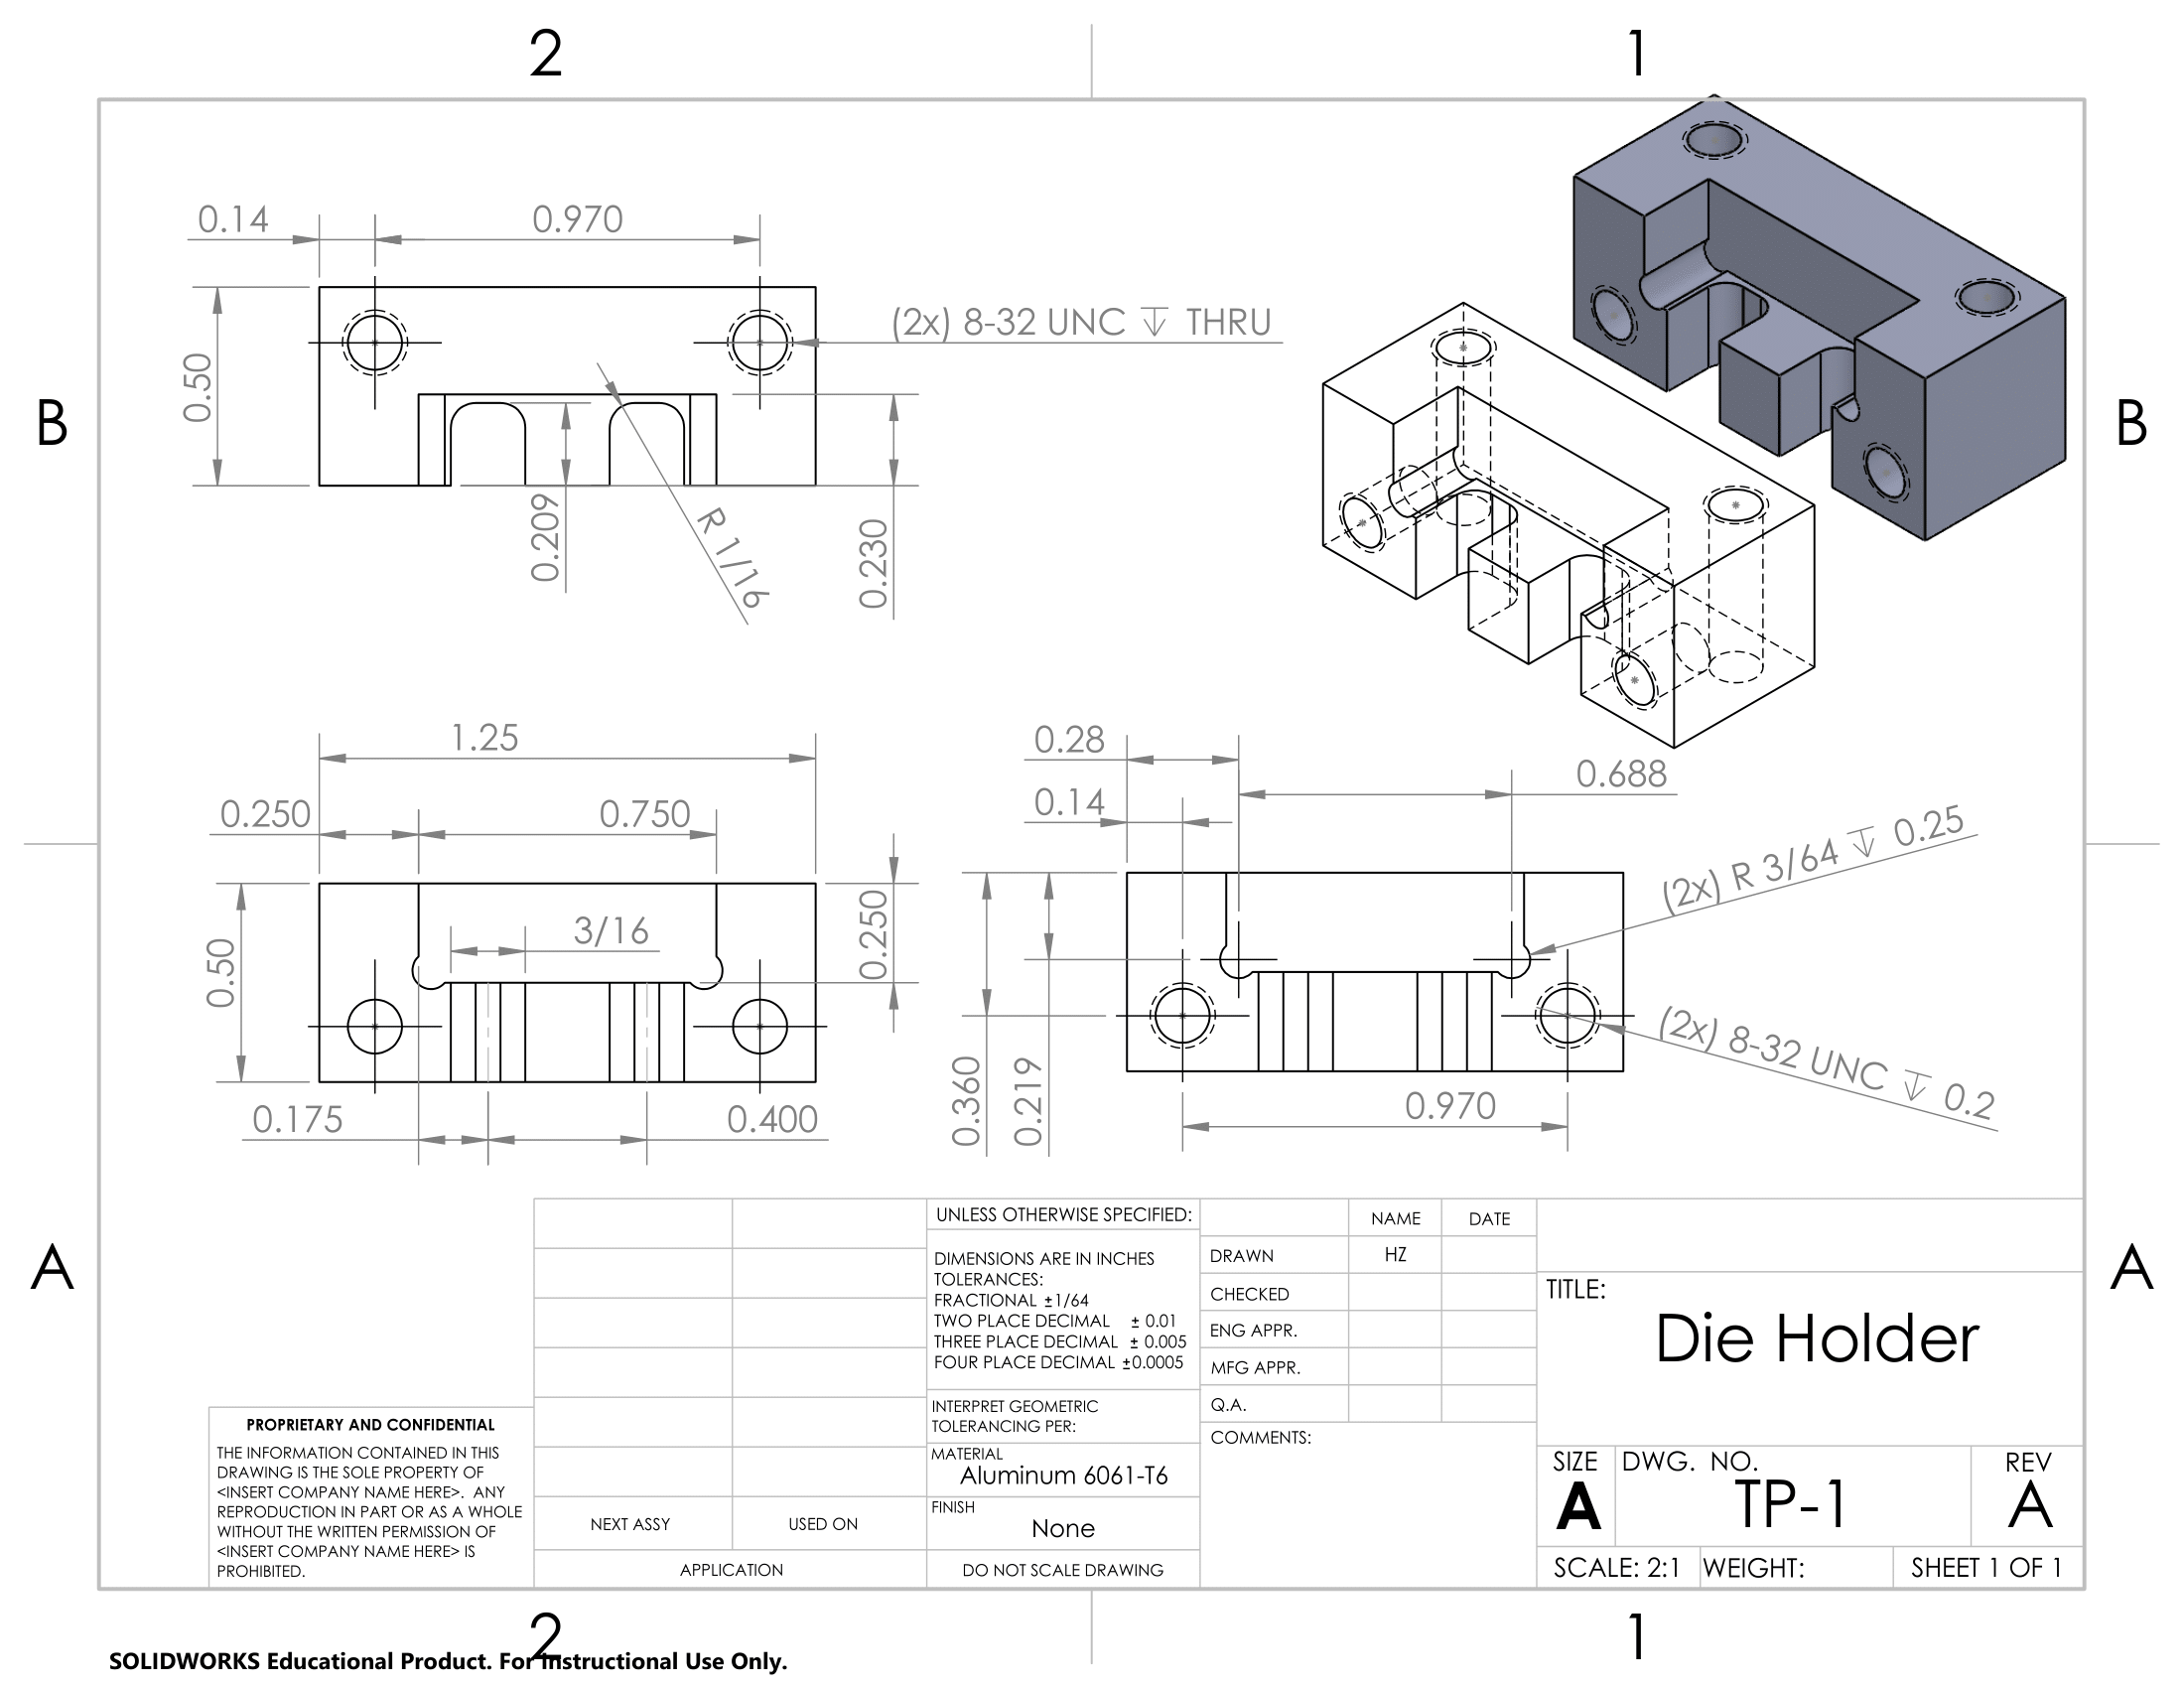 2
1
B
B
0.14
0.970
(2x) 8-32 UNC ↧ THRU
0.50
0.209
R 1/16
0.230
1.25
0.250
0.750
3/16
0.50
0.250
0.175
0.400
0.28
0.688
0.14
(2x) R 3/64 ↧ 0.25
0.360
0.219
(2x) 8-32 UNC ↧ 0.2
0.970
A
A
UNLESS OTHERWISE SPECIFIED:
DIMENSIONS ARE IN INCHES
TOLERANCES:
FRACTIONAL ±1/64
TWO PLACE DECIMAL ± 0.01
THREE PLACE DECIMAL ± 0.005
FOUR PLACE DECIMAL ±0.0005
INTERPRET GEOMETRIC
TOLERANCING PER:
MATERIAL
Aluminum 6061-T6
FINISH
None
DO NOT SCALE DRAWING
NAME
DATE
DRAWN
HZ
CHECKED
ENG APPR.
MFG APPR.
Q.A.
COMMENTS:
TITLE:
Die Holder
SIZE
A
DWG. NO.
TP-1
REV
A
SCALE: 2:1
WEIGHT:
SHEET 1 OF 1
PROPRIETARY AND CONFIDENTIAL
THE INFORMATION CONTAINED IN THIS
DRAWING IS THE SOLE PROPERTY OF
<INSERT COMPANY NAME HERE>. ANY
REPRODUCTION IN PART OR AS A WHOLE
WITHOUT THE WRITTEN PERMISSION OF
<INSERT COMPANY NAME HERE> IS
PROHIBITED.
NEXT ASSY
USED ON
APPLICATION
2
1
SOLIDWORKS Educational Product. For Instructional Use Only.